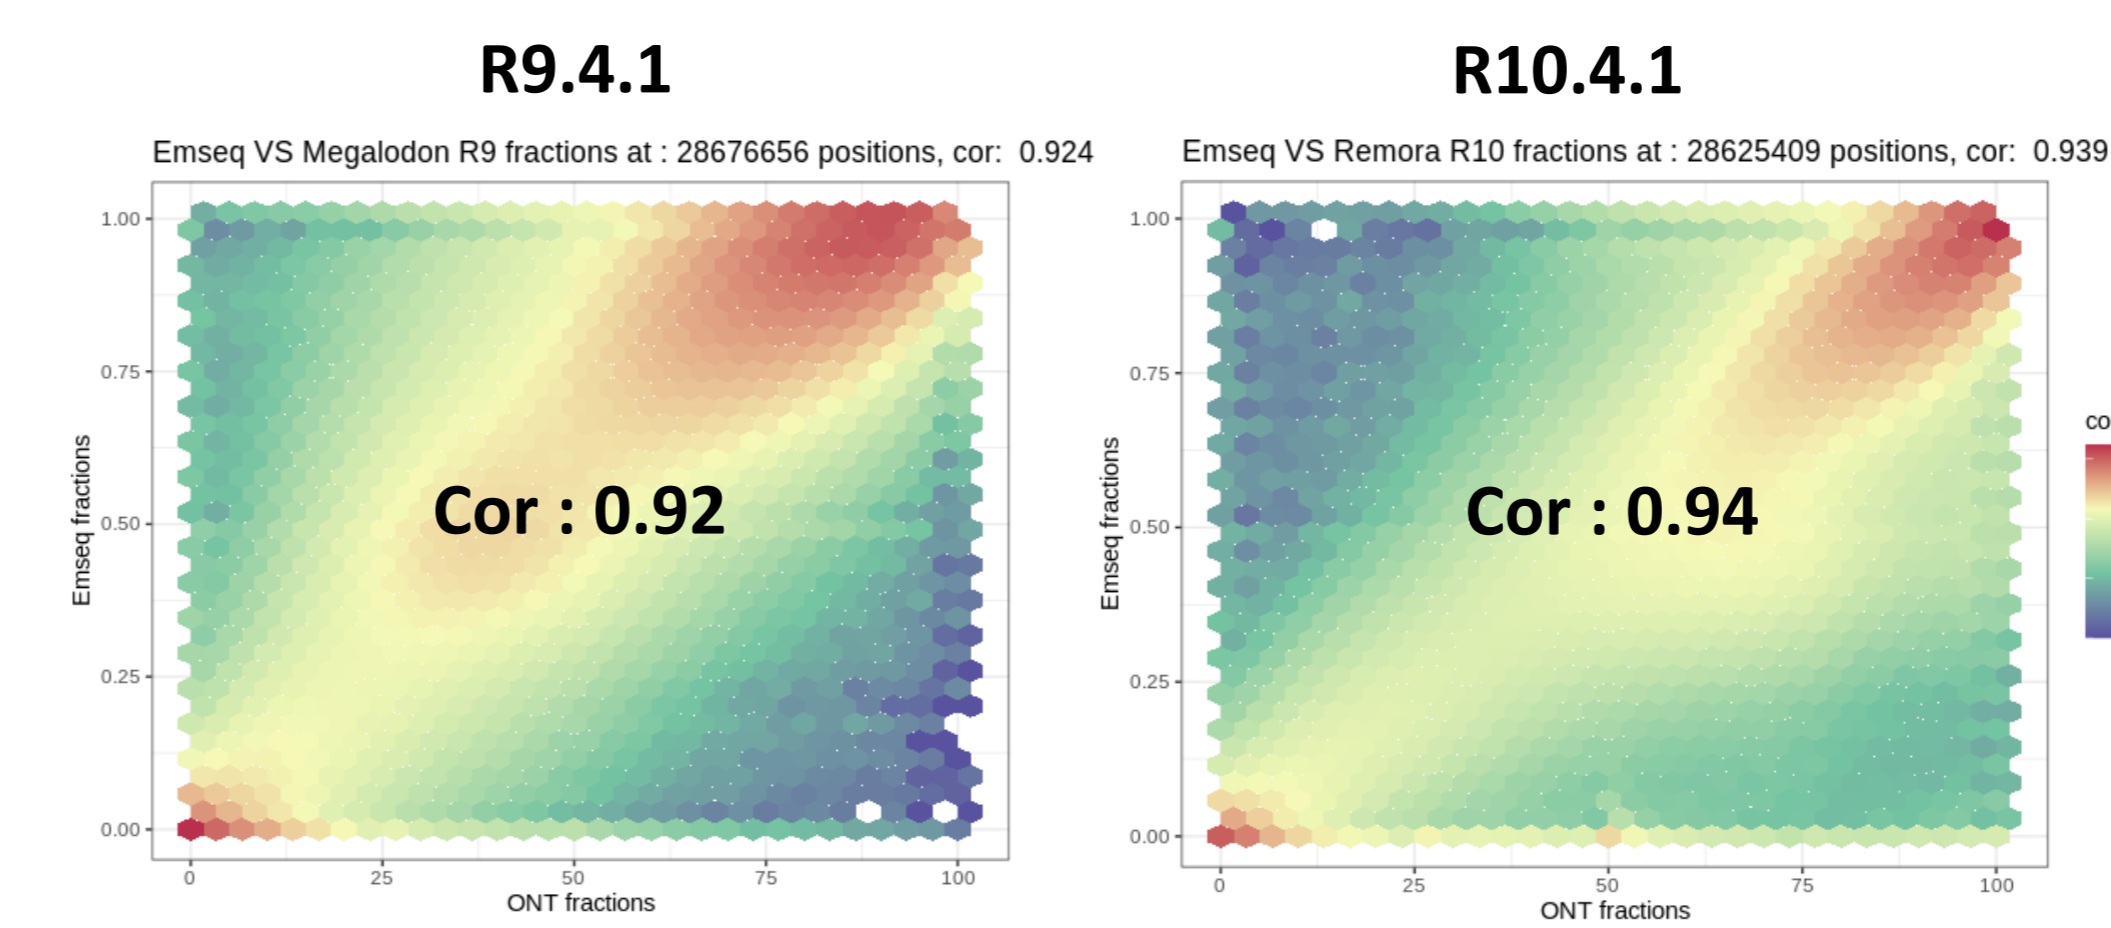 R9.4.1
R10.4.1
Emseq VS Megalodon R9 fractions at : 28676656 positions, cor:  0.924
Emseq VS Remora R10 fractions at : 28625409 positions, cor:  0.939
1.00
0.75
0.50
0.25
0.00
Emseq fractions
Cor : 0.92
0
25
50
75
100
ONT fractions
1.00
0.75
0.50
0.25
0.00
Emseq fractions
Cor : 0.94
0
25
50
75
100
ONT fractions
co